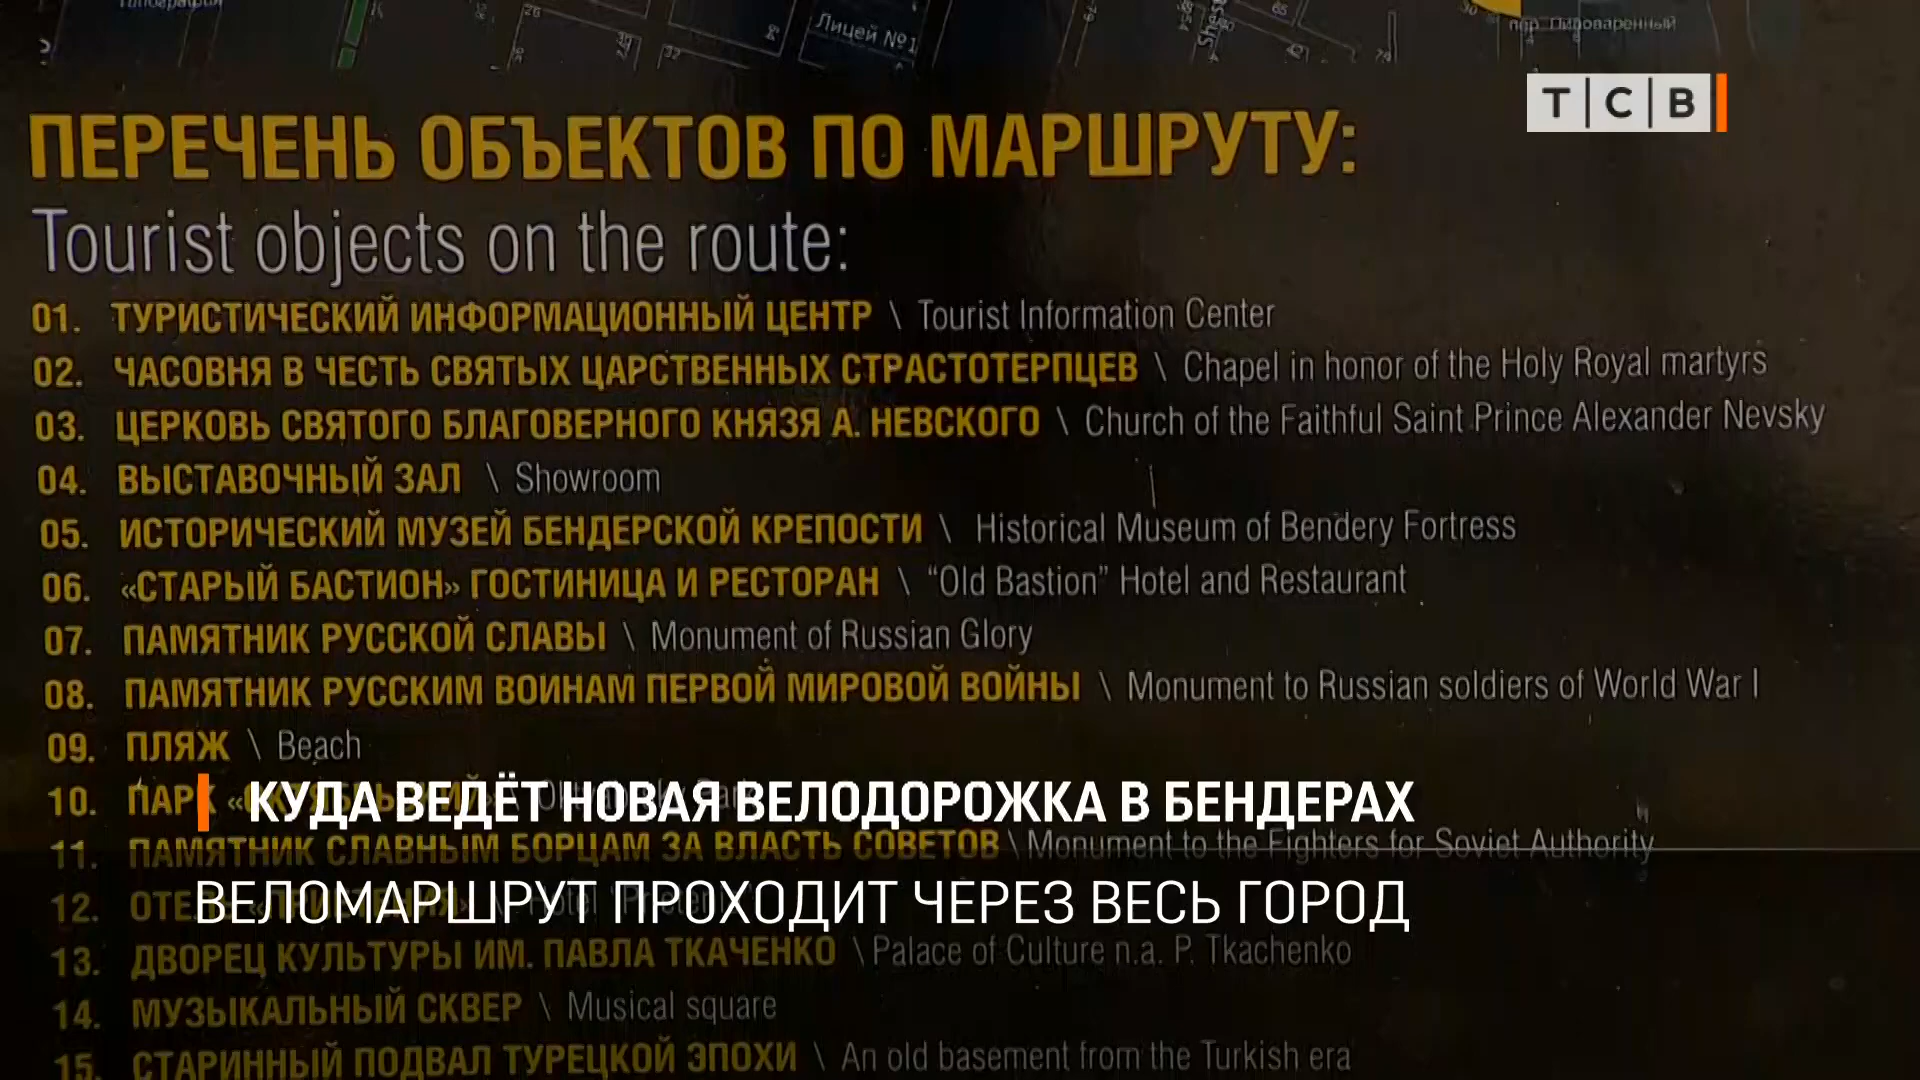 Типография
Лицей №1
пер. Пивоваренный
ТСВ
ПЕРЕЧЕНЬ ОБЪЕКТОВ ПО МАРШРУТУ:
Tourist objects on the route:
01. ТУРИСТИЧЕСКИЙ ИНФОРМАЦИОННЫЙ ЦЕНТР \ Tourist Information Center
02. ЧАСОВНЯ В ЧЕСТЬ СВЯТЫХ ЦАРСТВЕННЫХ СТРАСТОТЕРПЦЕВ \ Chapel in honor of the Holy Royal martyrs
03. ЦЕРКОВЬ СВЯТОГО БЛАГОВЕРНОГО КНЯЗЯ А. НЕВСКОГО \ Church of the Faithful Saint Prince Alexander Nevsky
04. ВЫСТАВОЧНЫЙ ЗАЛ \ Showroom
05. ИСТОРИЧЕСКИЙ МУЗЕЙ БЕНДЕРСКОЙ КРЕПОСТИ \ Historical Museum of Bendery Fortress
06. «СТАРЫЙ БАСТИОН» ГОСТИНИЦА И РЕСТОРАН \ “Old Bastion” Hotel and Restaurant
07. ПАМЯТНИК РУССКОЙ СЛАВЫ \ Monument of Russian Glory
08. ПАМЯТНИК РУССКИМ ВОИНАМ ПЕРВОЙ МИРОВОЙ ВОЙНЫ \ Monument to Russian soldiers of World War I
09. ПЛЯЖ \ Beach
10. ПАРК
КУДА ВЕДЁТ НОВАЯ ВЕЛОДОРОЖКА В БЕНДЕРАХ
11. ПАМЯТНИК СЛАВНЫМ БОРЦАМ ЗА ВЛАСТЬ СОВЕТОВ \ Monument to the Fighters for Soviet Authority
ВЕЛОМАРШРУТ ПРОХОДИТ ЧЕРЕЗ ВЕСЬ ГОРОД
12.
13. ДВОРЕЦ КУЛЬТУРЫ ИМ. ПАВЛА ТКАЧЕНКО \ Palace of Culture n.a. P. Tkachenko
14. МУЗЫКАЛЬНЫЙ СКВЕР \ Musical square
15. СТАРИННЫЙ ПОДВАЛ ТУРЕЦКОЙ ЭПОХИ \ An old basement from the Turkish era